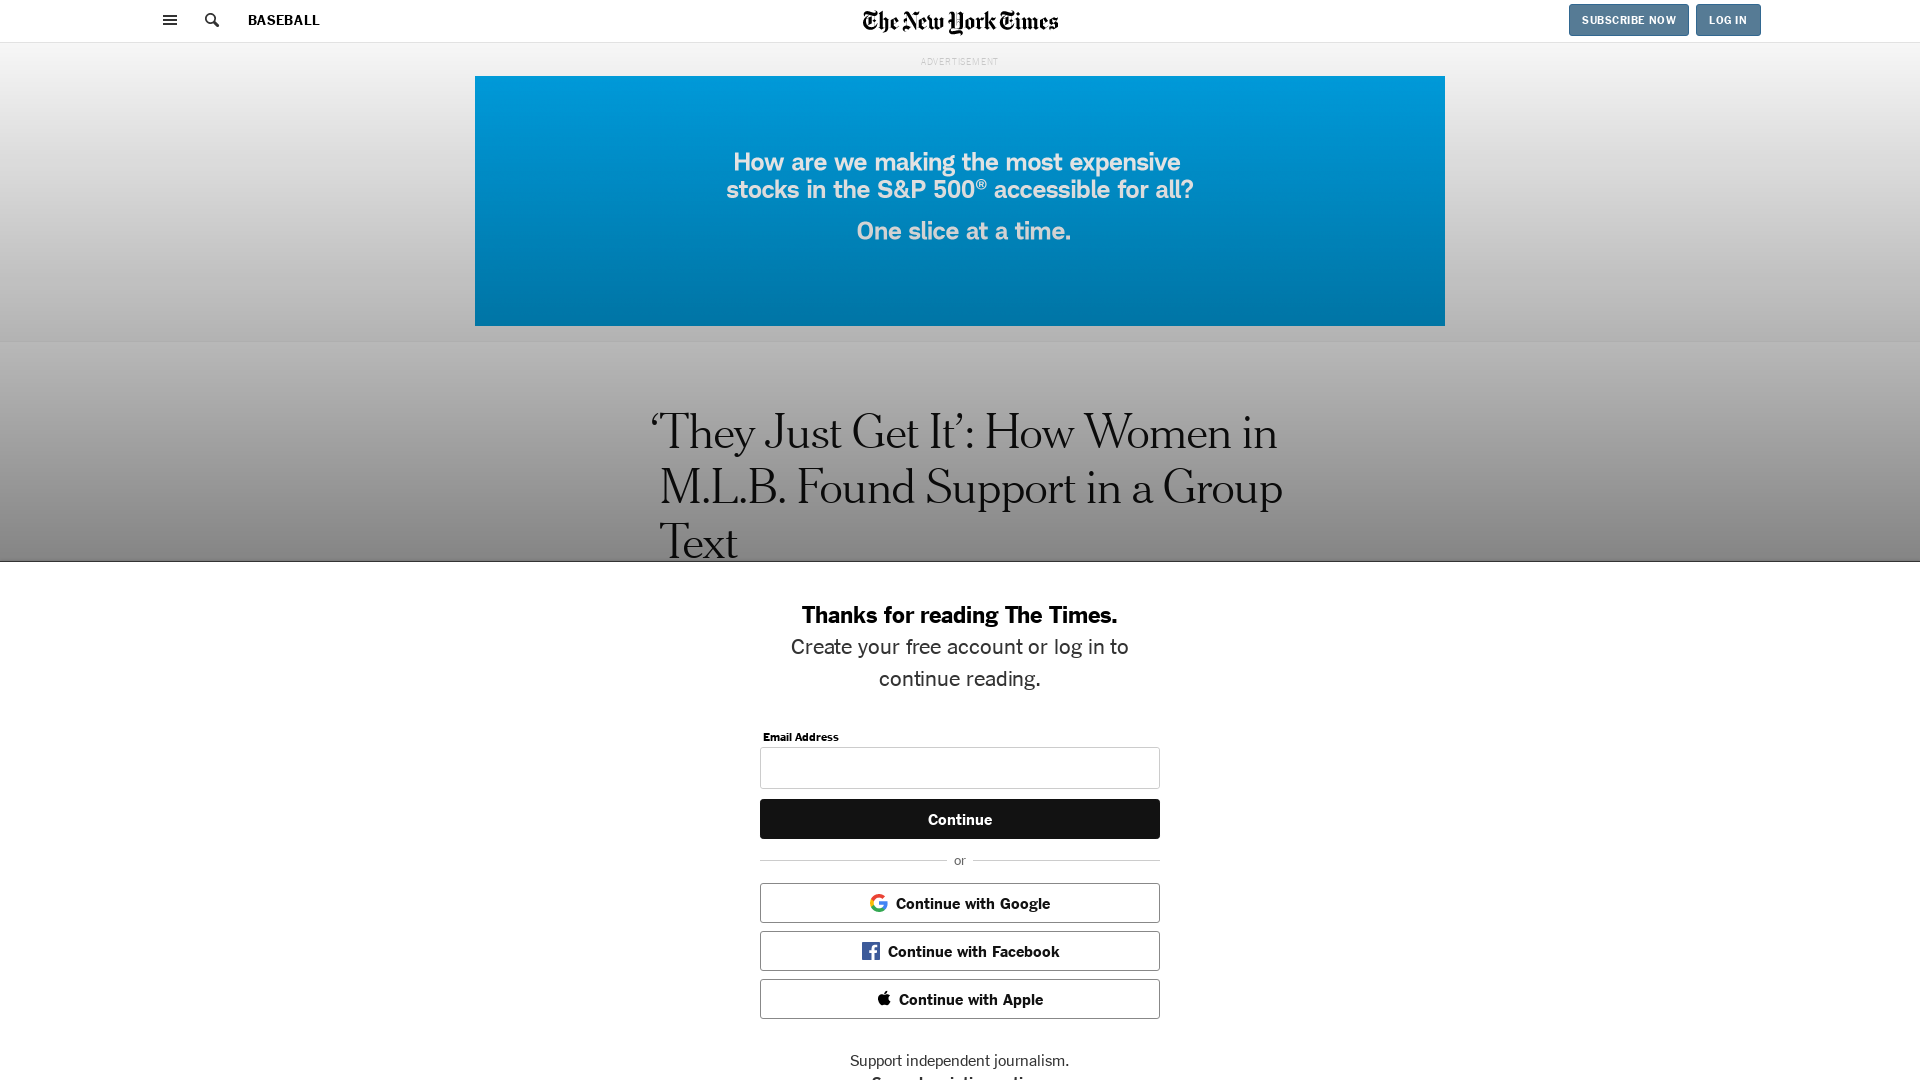 BASEBALL
The New York Times
SUBSCRIBE NOW
LOG IN
ADVERTISEMENT
How are we making the most expensive
stocks in the S&P 500® accessible for all?
One slice at a time.
‘They Just Get It’: How Women in
M.L.B. Found Support in a Group
Text
Thanks for reading The Times.
Create your free account or log in to
continue reading.
Email Address
Continue
or
Continue with Google
Continue with Facebook
Continue with Apple
Support independent journalism.